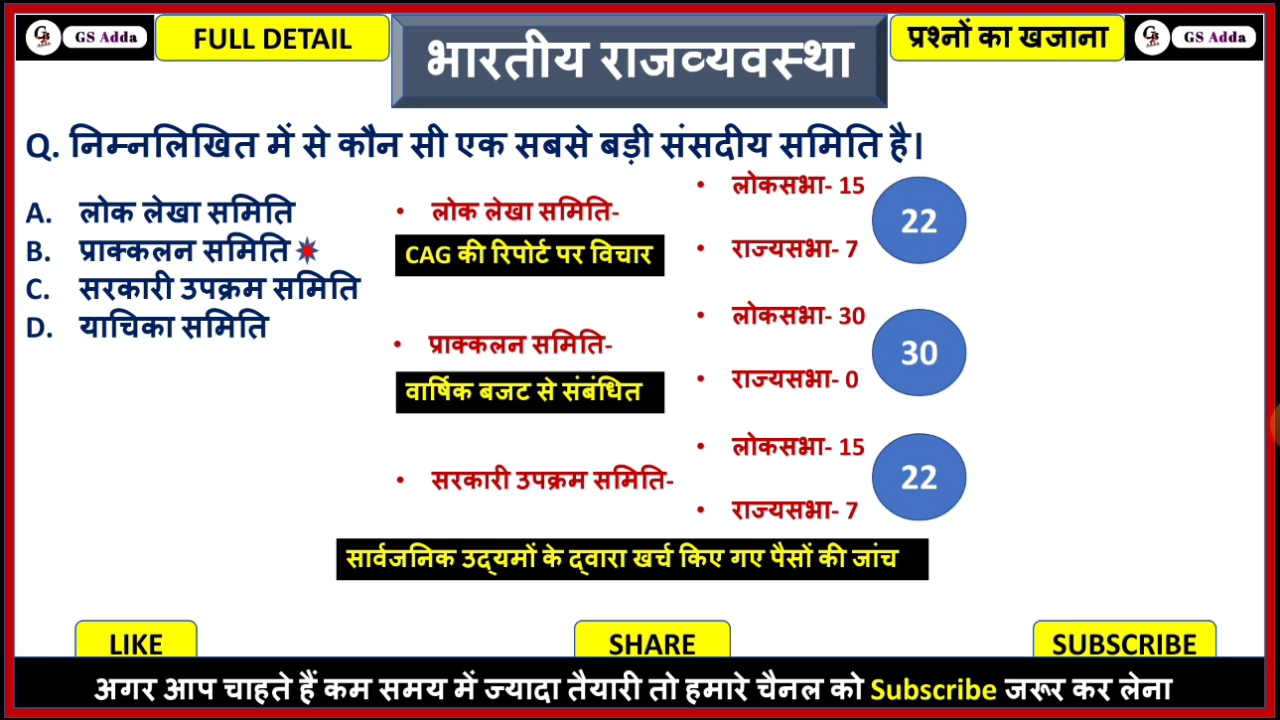 GS Adda
FULL DETAIL
भारतीय राजव्यवस्था
प्रश्नों का खजाना
GS Adda
Q. निम्नलिखित में से कौन सी एक सबसे बड़ी संसदीय समिति है।
A. लोक लेखा समिति
B. प्राक्कलन समिति
C. सरकारी उपक्रम समिति
D. याचिका समिति
• लोक लेखा समिति-
CAG की रिपोर्ट पर विचार
• लोकसभा- 15
• राज्यसभा- 7
22
• प्राक्कलन समिति-
वार्षिक बजट से संबंधित
• लोकसभा- 30
• राज्यसभा- 0
30
• सरकारी उपक्रम समिति-
• लोकसभा- 15
• राज्यसभा- 7
22
सार्वजनिक उद्यमों के द्वारा खर्च किए गए पैसों की जांच
LIKE
SHARE
SUBSCRIBE
अगर आप चाहते हैं कम समय में ज्यादा तैयारी तो हमारे चैनल को Subscribe जरूर कर लेना